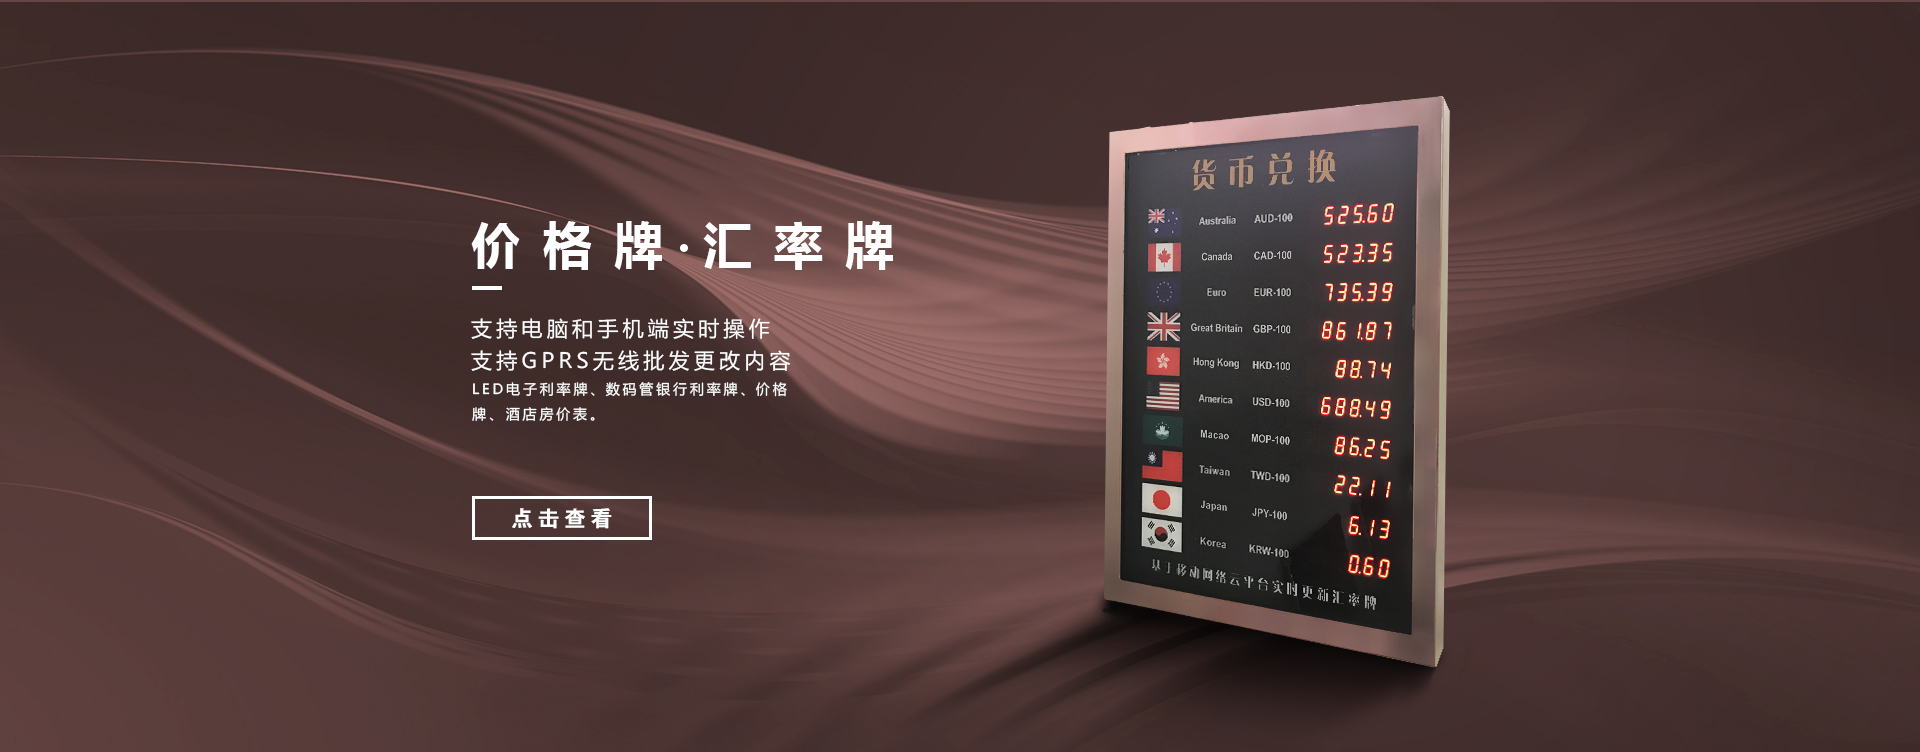 价格牌·汇率牌
支持电脑和手机端实时操作
支持GPRS无线批发更改内容
LED电子利率牌、数码管银行利率牌、价格
牌、酒店房价表。
点击查看
货币兑换
Australia AUD-100 525.60
Canada CAD-100 523.35
Euro EUR-100 735.39
Great Britain GBP-100 861.87
Hong Kong HKD-100 88.74
America USD-100 688.49
Macao MOP-100 86.25
Taiwan TWD-100 22.11
Japan JPY-100 6.13
Korea KRW-100 0.60
基于移动网络云平台实时更新汇率牌